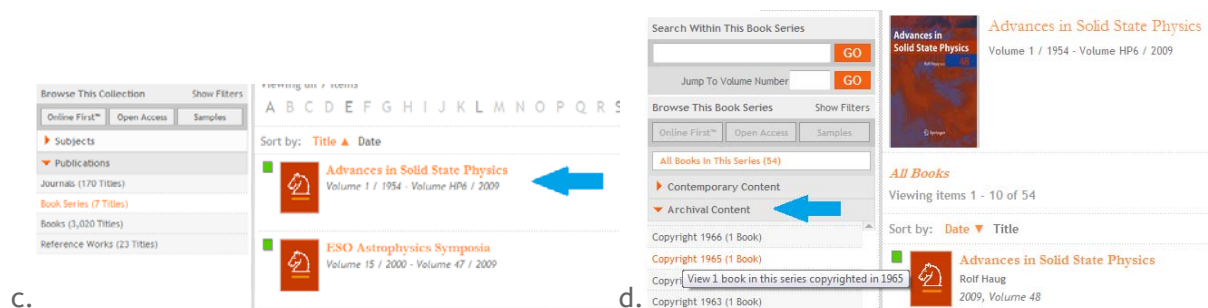 Browse This Collection Show Filters
Online First™ Open Access Samples
Subjects
Publications
Journals (170 Titles)
Book Series (7 Titles)
Books (3,020 Titles)
Reference Works (23 Titles)
Viewing all 7 items
A B C D E F G H I J K L M N O P Q R S
Sort by: Title ▲ Date
Advances in Solid State Physics
Volume 1 / 1954 - Volume HP6 / 2009
ESO Astrophysics Symposia
Volume 15 / 2000 - Volume 47 / 2009
c.
Search Within This Book Series
GO
Jump To Volume Number GO
Browse This Book Series Show Filters
Online First™ Open Access Samples
All Books In This Series (54)
Contemporary Content
Archival Content
Copyright 1966 (1 Book)
Copyright 1965 (1 Book)
Copyri
View 1 book in this series copyrighted in 1965
Copyright 1963 (1 Book)
d.
Advances in
Solid State Physics
48
Springer
Advances in Solid State Physics
Volume 1 / 1954 - Volume HP6 / 2009
All Books
Viewing items 1 - 10 of 54
Sort by: Date ▼ Title
Advances in Solid State Physics
Rolf Haug
2009, Volume 48